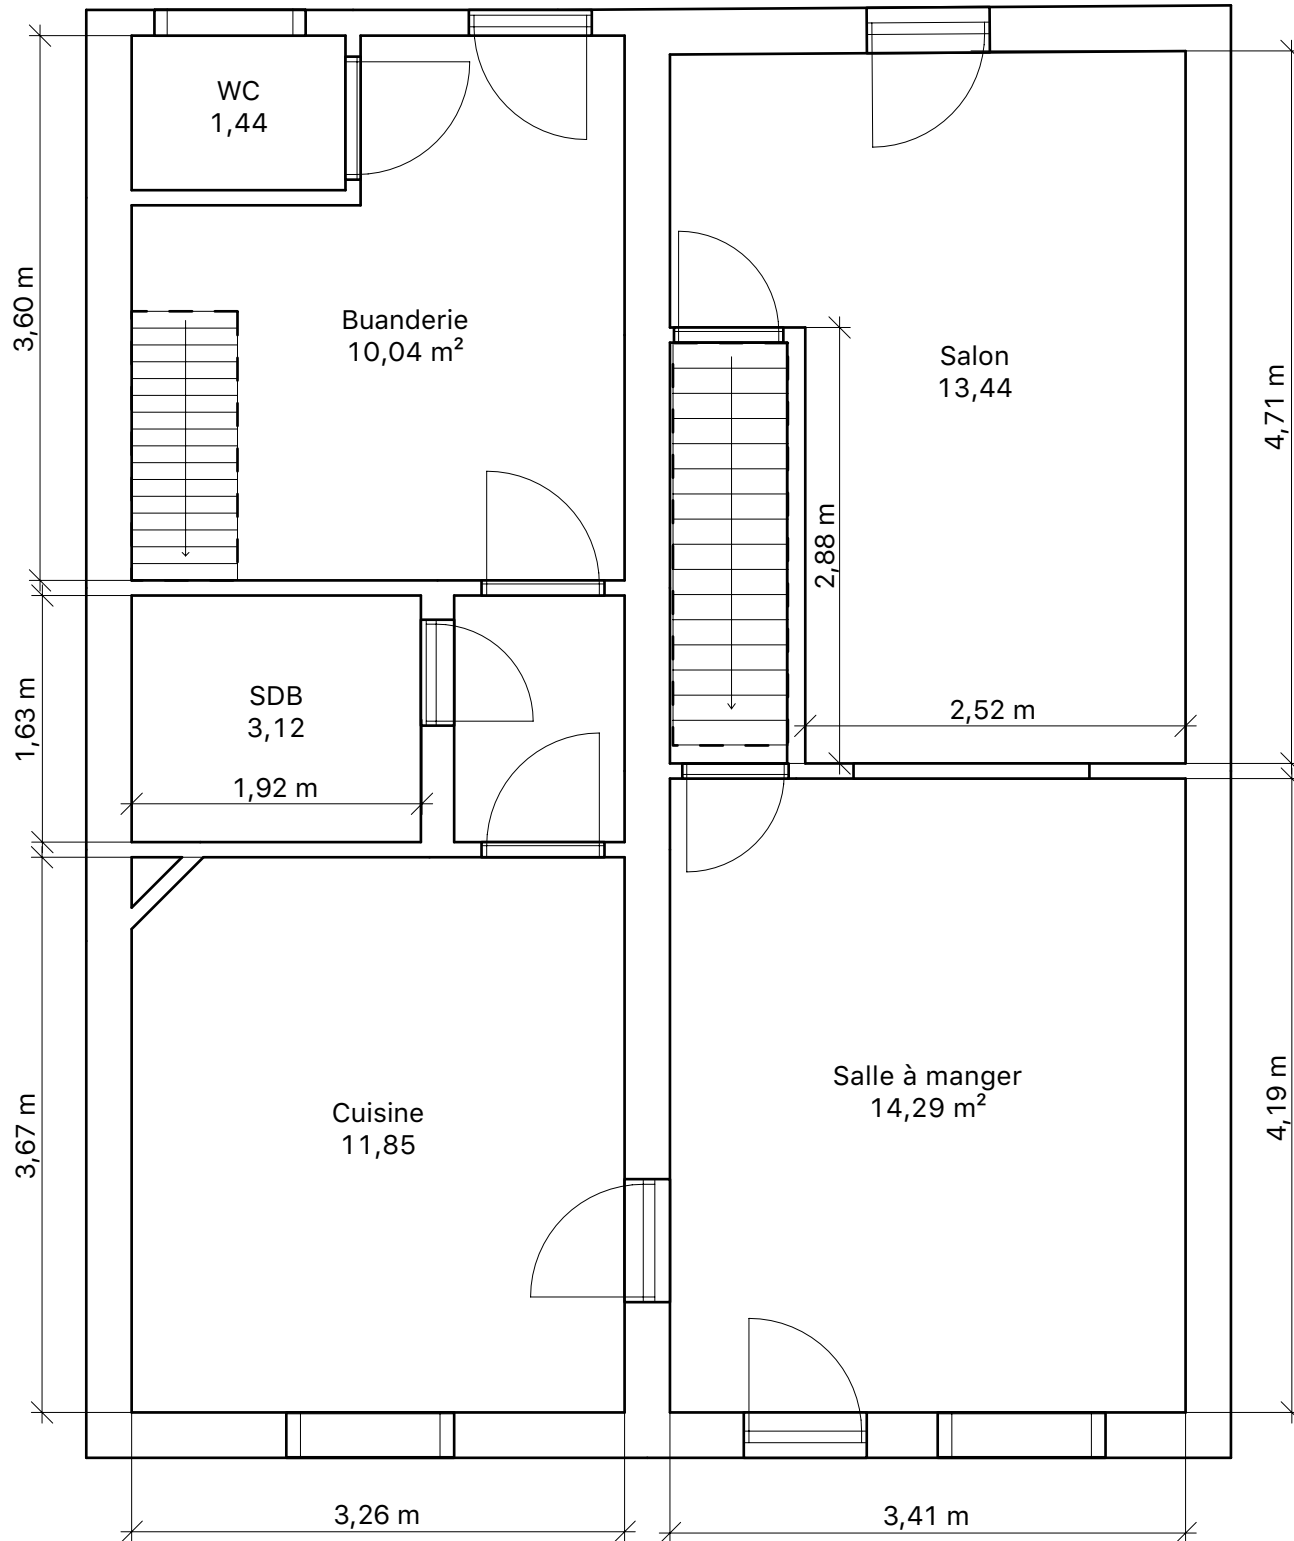 WC
1,44
3,60 m
Buanderie
10,04 m²
Salon
13,44
4,71 m
2,88 m
2,52 m
1,63 m
SDB
3,12
1,92 m
3,67 m
Cuisine
11,85
Salle à manger
14,29 m²
4,19 m
3,26 m
3,41 m